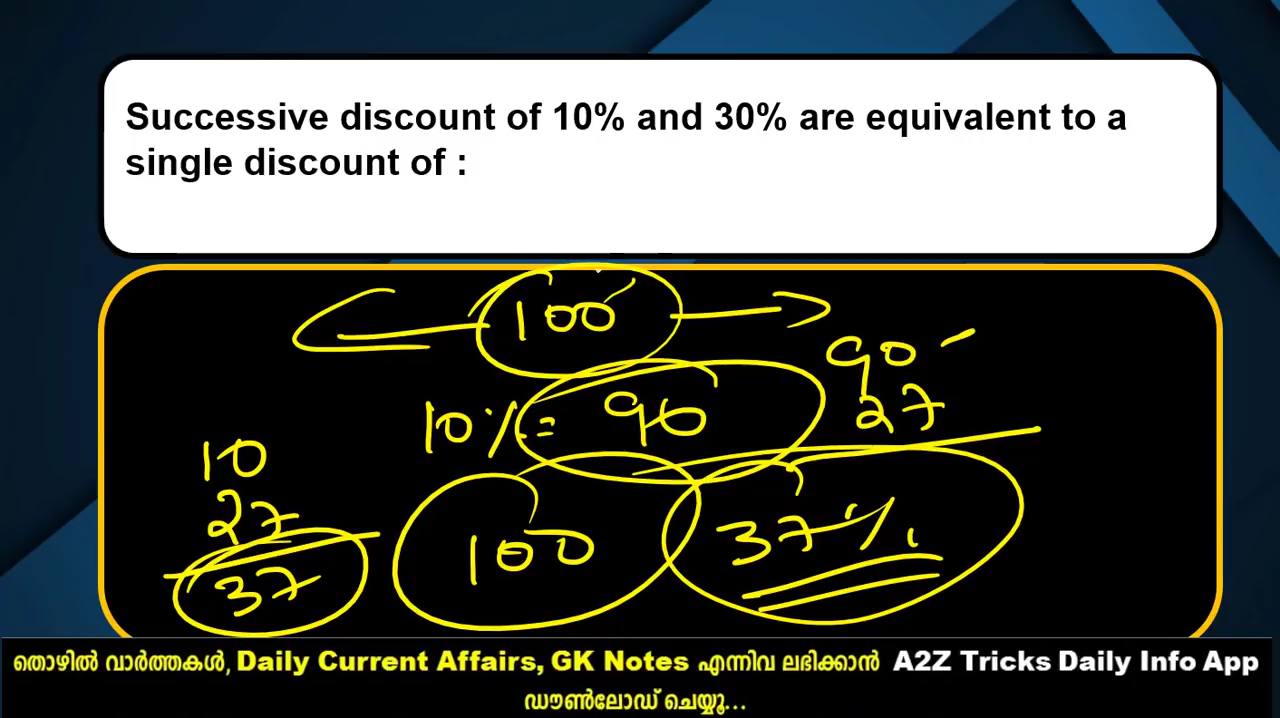 Successive discount of 10% and 30% are equivalent to a
single discount of :
100
90
10% = 90
27
10
27
100
37%
37
തൊഴിൽ വാർത്തകൾ, Daily Current Affairs, GK Notes എന്നിവ ലഭിക്കാൻ A2Z Tricks Daily Info App
ഡൗൺലോഡ് ചെയ്യൂ...